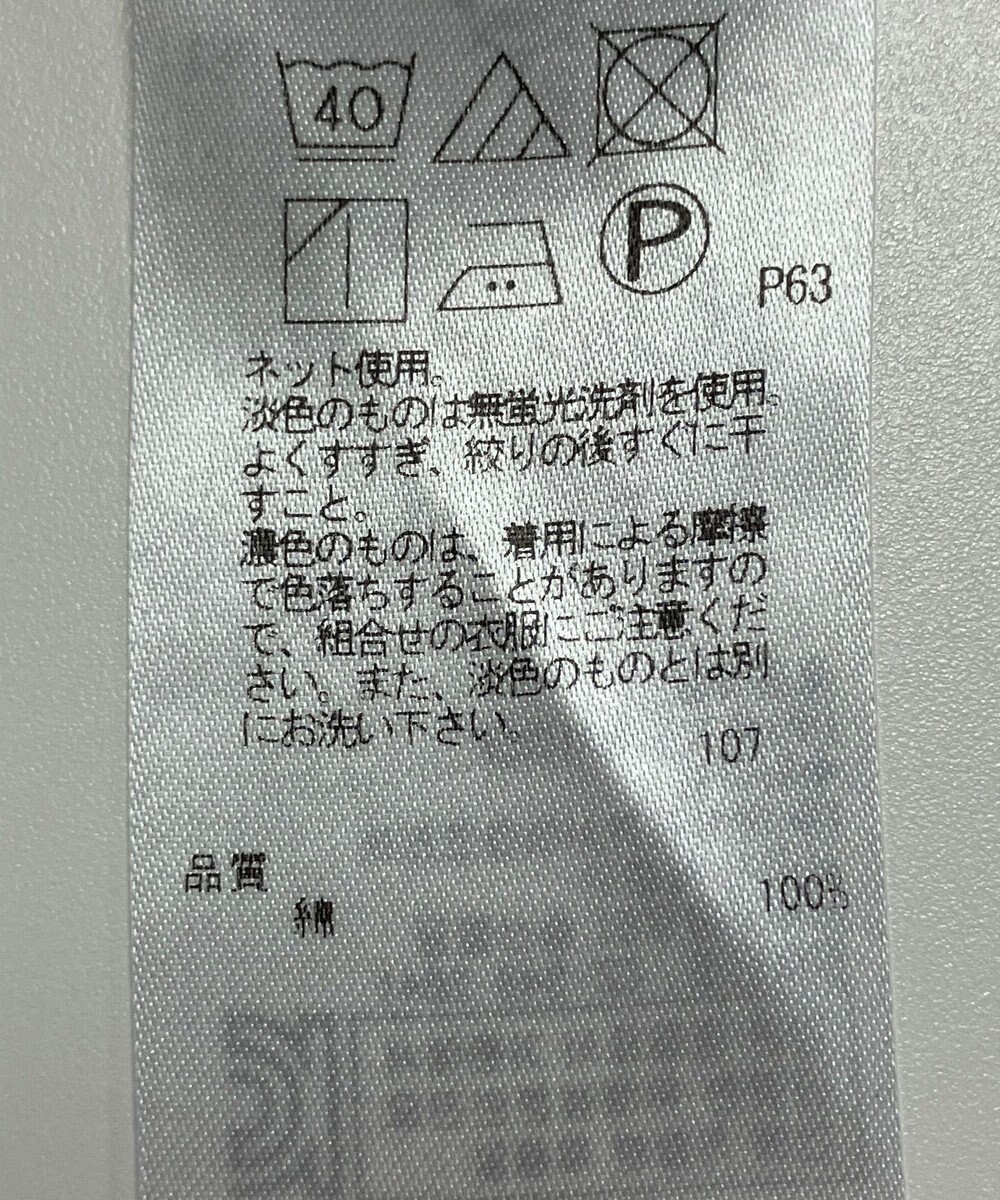 40
P
P63
ネット使用。
淡色のものは無蛍光洗剤を使用。
よくすすぎ、絞りの後すぐに干
すこと。
濃色のものは、着用による摩擦
で色落ちすることがありますの
で、組合せの衣服にご注意くだ
さい。また、淡色のものとは別
にお洗い下さい。
107
品質
綿 100%